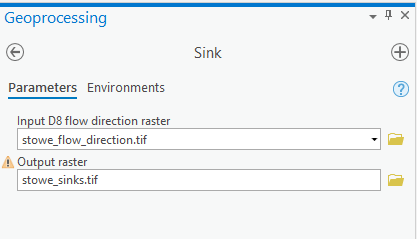 Geoprocessing
Sink
Parameters Environments
Input D8 flow direction raster
stowe_flow_direction.tif
Output raster
stowe_sinks.tif